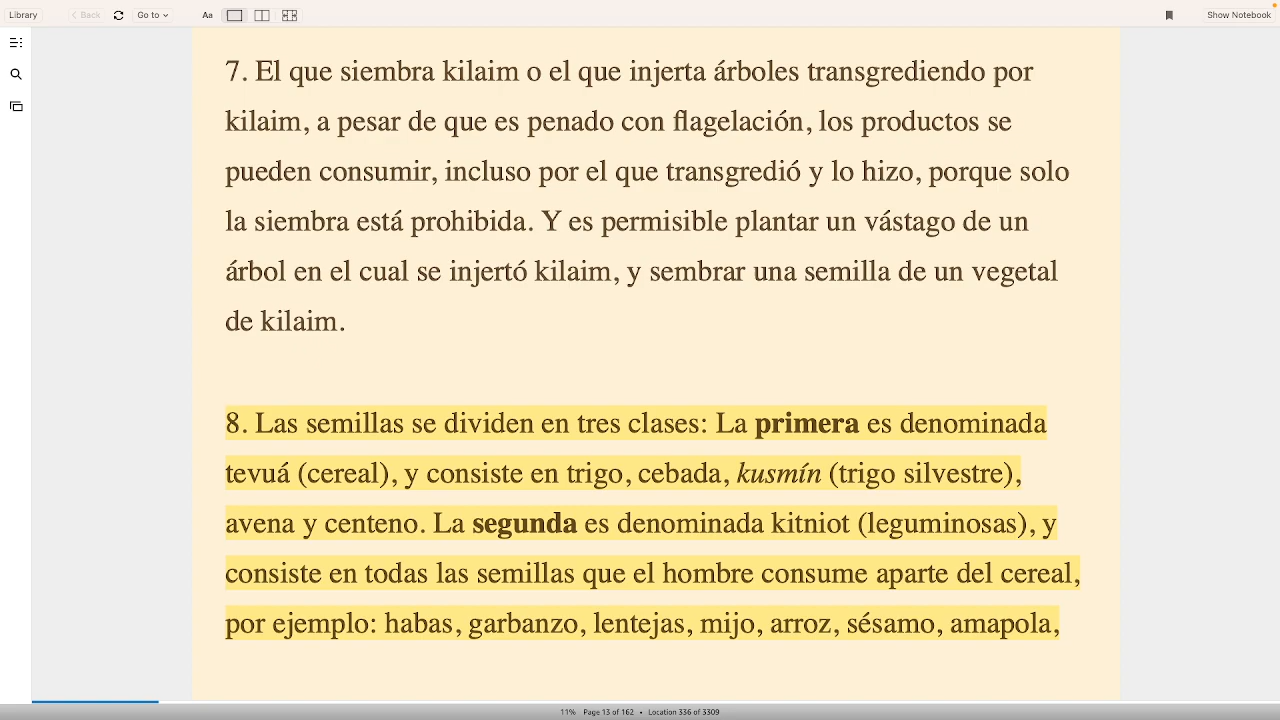 Library
Back
Go to
Aa
Show Notebook
7. El que siembra kilaim o el que injerta árboles transgrediendo por
kilaim, a pesar de que es penado con flagelación, los productos se
pueden consumir, incluso por el que transgredió y lo hizo, porque solo
la siembra está prohibida. Y es permisible plantar un vástago de un
árbol en el cual se injertó kilaim, y sembrar una semilla de un vegetal
de kilaim.
8. Las semillas se dividen en tres clases: La primera es denominada
tevuá (cereal), y consiste en trigo, cebada, kusmín (trigo silvestre),
avena y centeno. La segunda es denominada kitniot (leguminosas), y
consiste en todas las semillas que el hombre consume aparte del cereal,
por ejemplo: habas, garbanzo, lentejas, mijo, arroz, sésamo, amapola,
11% Page 13 of 162 • Location 336 of 3309